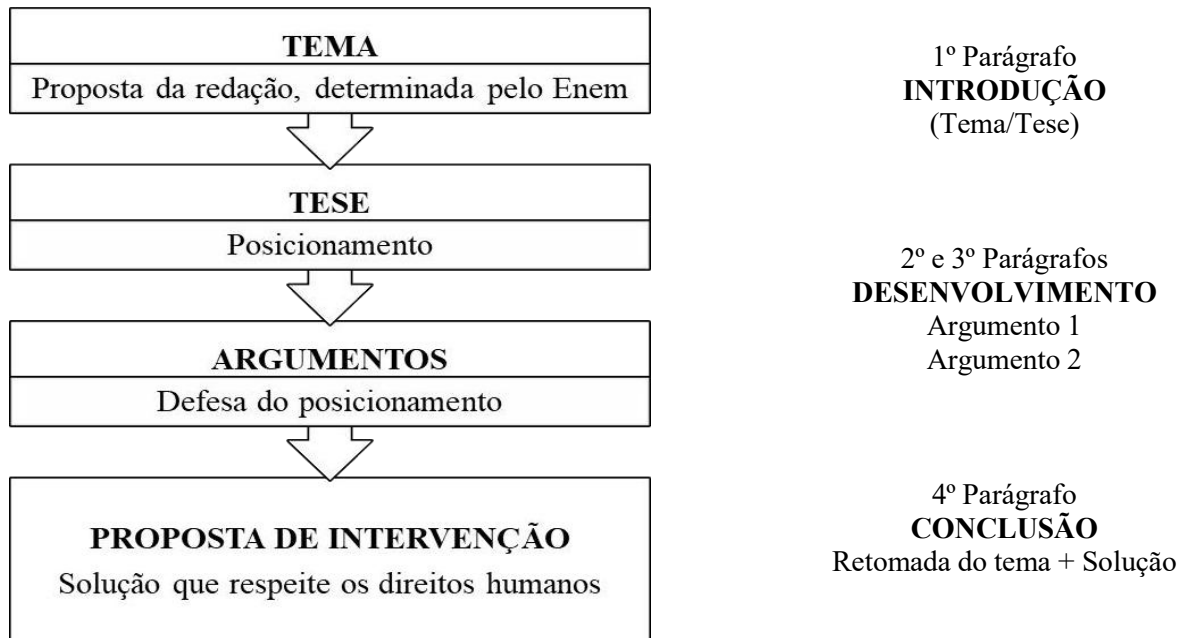 TEMA
Proposta da redação, determinada pelo Enem
TESE
Posicionamento
ARGUMENTOS
Defesa do posicionamento
PROPOSTA DE INTERVENÇÃO
Solução que respeite os direitos humanos
1º Parágrafo
INTRODUÇÃO
(Tema/Tese)
2º e 3º Parágrafos
DESENVOLVIMENTO
Argumento 1
Argumento 2
4º Parágrafo
CONCLUSÃO
Retomada do tema + Solução